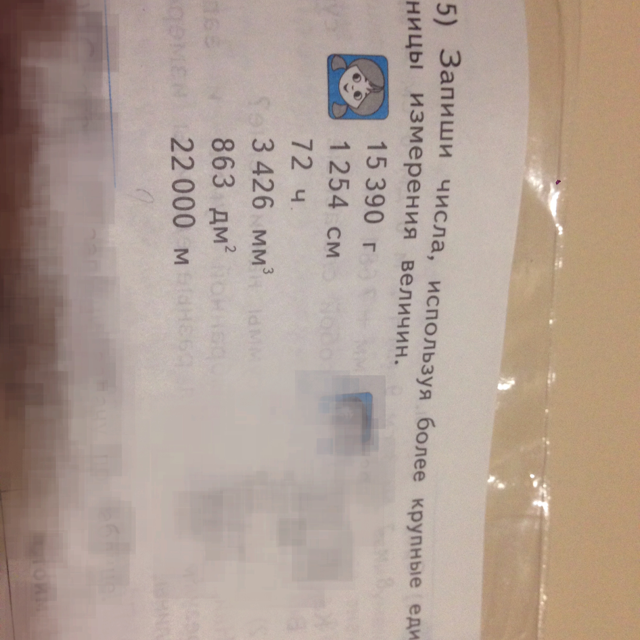 5) Запиши числа, используя более крупные еди
ницы измерения величин.
15 390 г
1 254 см
72 ч
3 426 мм³
863 дм²
22 000 м